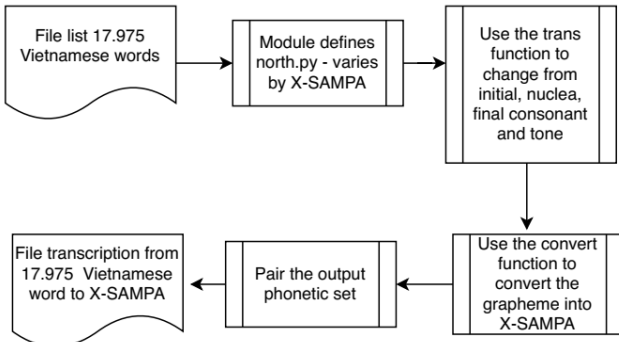 File list 17.975
Vietnamese words
Module defines
north.py - varies
by X-SAMPA
Use the trans
function to
change from
initial, nuclea,
final consonant
and tone
Use the convert
function to
convert the
grapheme into
X-SAMPA
Pair the output
phonetic set
File transcription from
17.975 Vietnamese
word to X-SAMPA